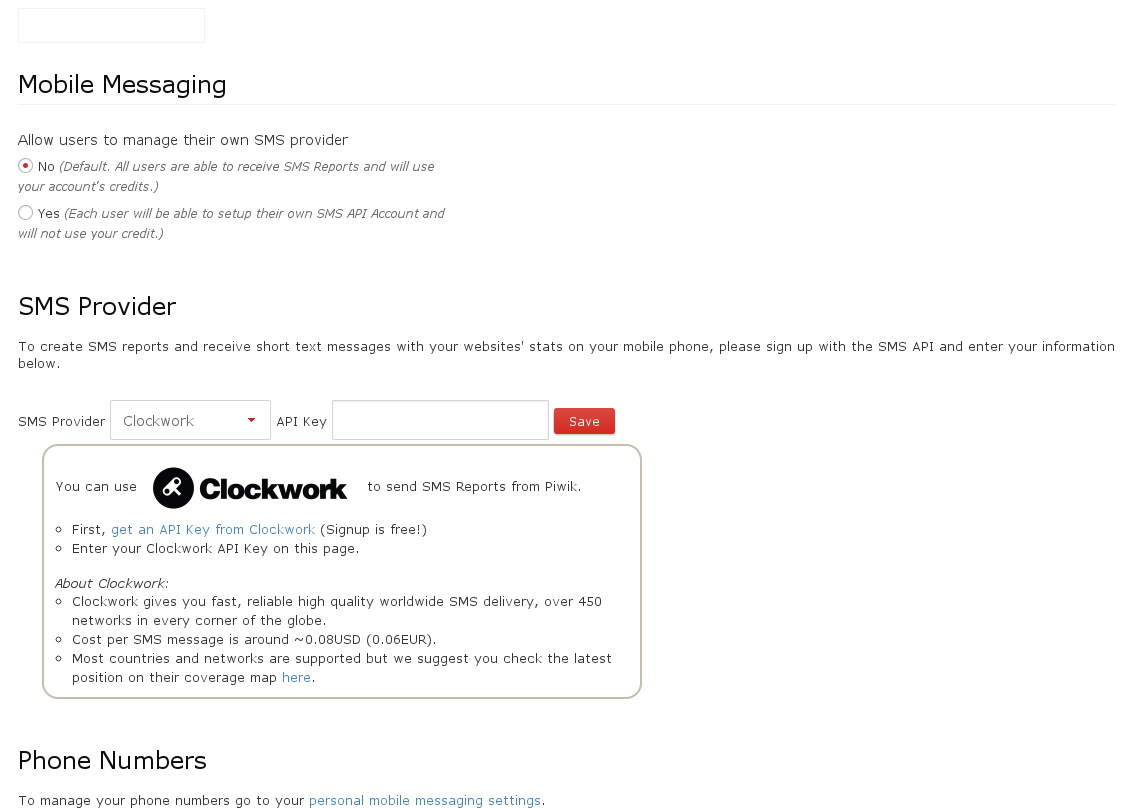 Mobile Messaging
Allow users to manage their own SMS provider
No (Default. All users are able to receive SMS Reports and will use
your account's credits.)
Yes (Each user will be able to setup their own SMS API Account and
will not use your credit.)
SMS Provider
To create SMS reports and receive short text messages with your websites' stats on your mobile phone, please sign up with the SMS API and enter your information
below.
SMS Provider Clockwork API Key Save
You can use Clockwork to send SMS Reports from Piwik.
First, get an API Key from Clockwork (Signup is free!)
Enter your Clockwork API Key on this page.
About Clockwork:
Clockwork gives you fast, reliable high quality worldwide SMS delivery, over 450
networks in every corner of the globe.
Cost per SMS message is around ~0.08USD (0.06EUR).
Most countries and networks are supported but we suggest you check the latest
position on their coverage map here.
Phone Numbers
To manage your phone numbers go to your personal mobile messaging settings.